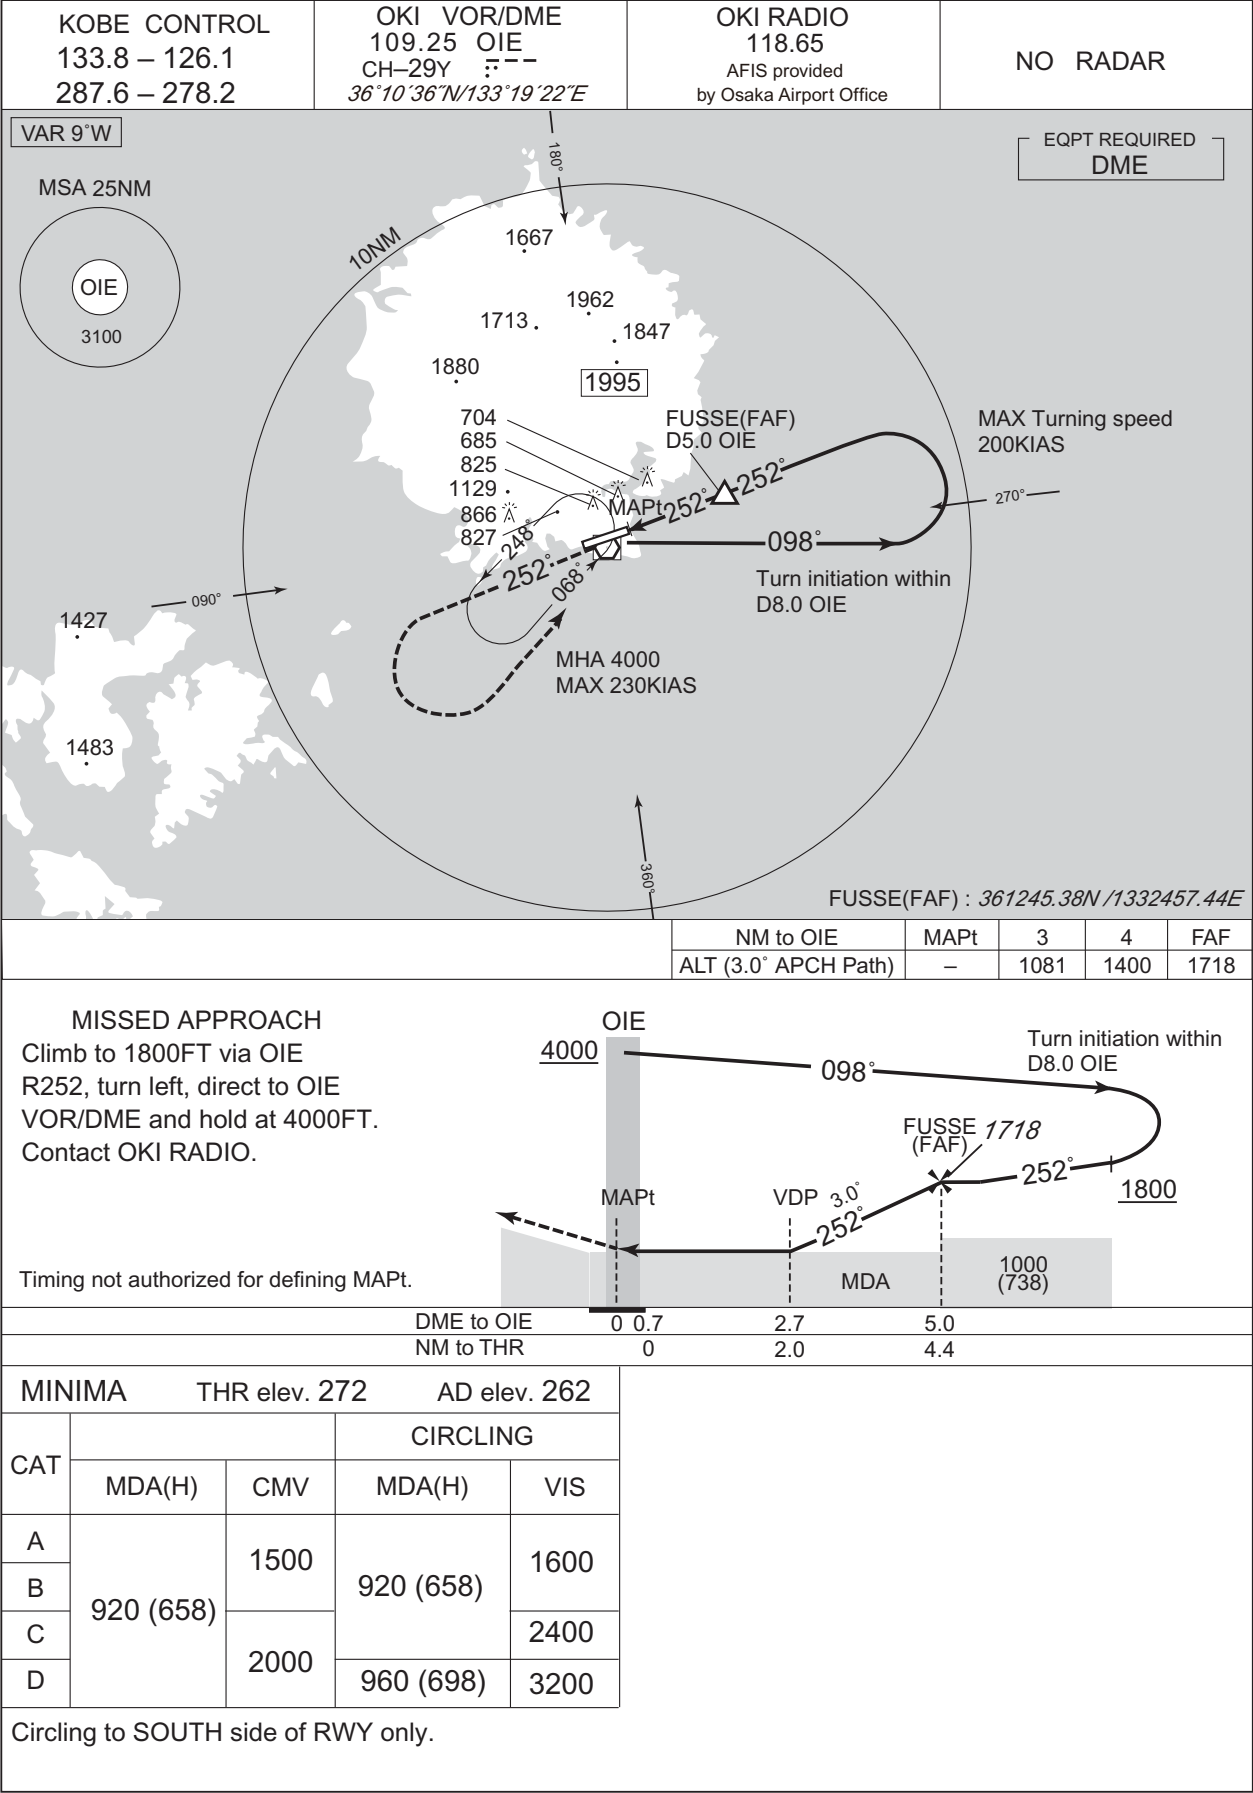 KOBE CONTROL
133.8 – 126.1
287.6 – 278.2
OKI VOR/DME
109.25 OIE
CH–29Y
36˚10´36˝N/133˚19´22˝E
OKI RADIO
118.65
AFIS provided
by Osaka Airport Office
NO RADAR
VAR 9˚W
EQPT REQUIRED
DME
MSA 25NM
OIE
3100
180˚
10NM
1667
1962
1713
1847
1880
1995
704
685
825
1129
866
827
FUSSE(FAF)
D5.0 OIE
MAX Turning speed
200KIAS
252˚
252˚
270˚
MAPt
098˚
248˚
252˚
068˚
Turn initiation within
D8.0 OIE
090˚
1427
MHA 4000
MAX 230KIAS
1483
360˚
FUSSE(FAF) : 361245.38N /1332457.44E
NM to OIE MAPt 3 4 FAF
ALT (3.0˚ APCH Path) – 1081 1400 1718
MISSED APPROACH
Climb to 1800FT via OIE
R252, turn left, direct to OIE
VOR/DME and hold at 4000FT.
Contact OKI RADIO.
OIE
4000
098˚
Turn initiation within
D8.0 OIE
FUSSE
(FAF)
1718
252˚
1800
MAPt
VDP
3.0˚
252˚
MDA
1000
(738)
Timing not authorized for defining MAPt.
DME to OIE 0 0.7 2.7 5.0
NM to THR 0 2.0 4.4
MINIMA THR elev. 272 AD elev. 262
CAT
CIRCLING
MDA(H) CMV MDA(H) VIS
A
B
C
D
920 (658)
1500
2000
920 (658)
960 (698)
1600
2400
3200
Circling to SOUTH side of RWY only.